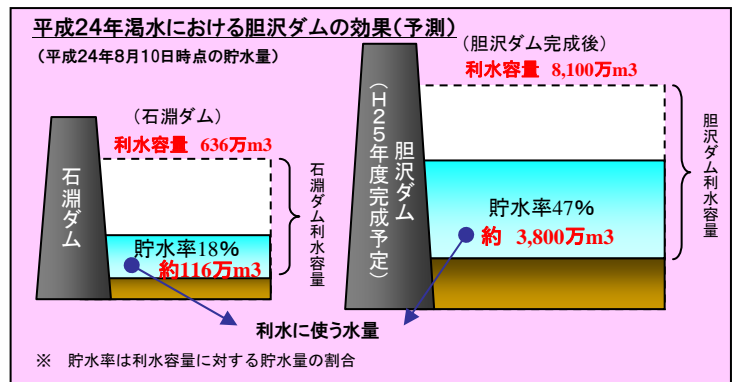 平成24年渇水における胆沢ダムの効果(予測)
(平成24年8月10日時点の貯水量)
(石淵ダム)
利水容量 636万m3
石淵ダム
石淵ダム利水容量
貯水率18%
約116万m3
(胆沢ダム完成後)
利水容量 8,100万m3
胆沢ダム
(H25年度完成予定)
胆沢ダム利水容量
貯水率47%
約 3,800万m3
利水に使う水量
※ 貯水率は利水容量に対する貯水量の割合